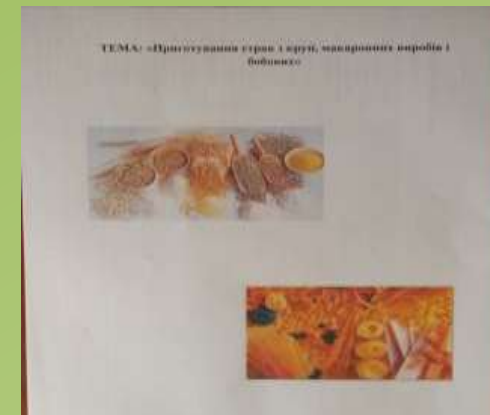 ТЕМА: «Приготування страв з круп, макаронних виробів і
бобових»